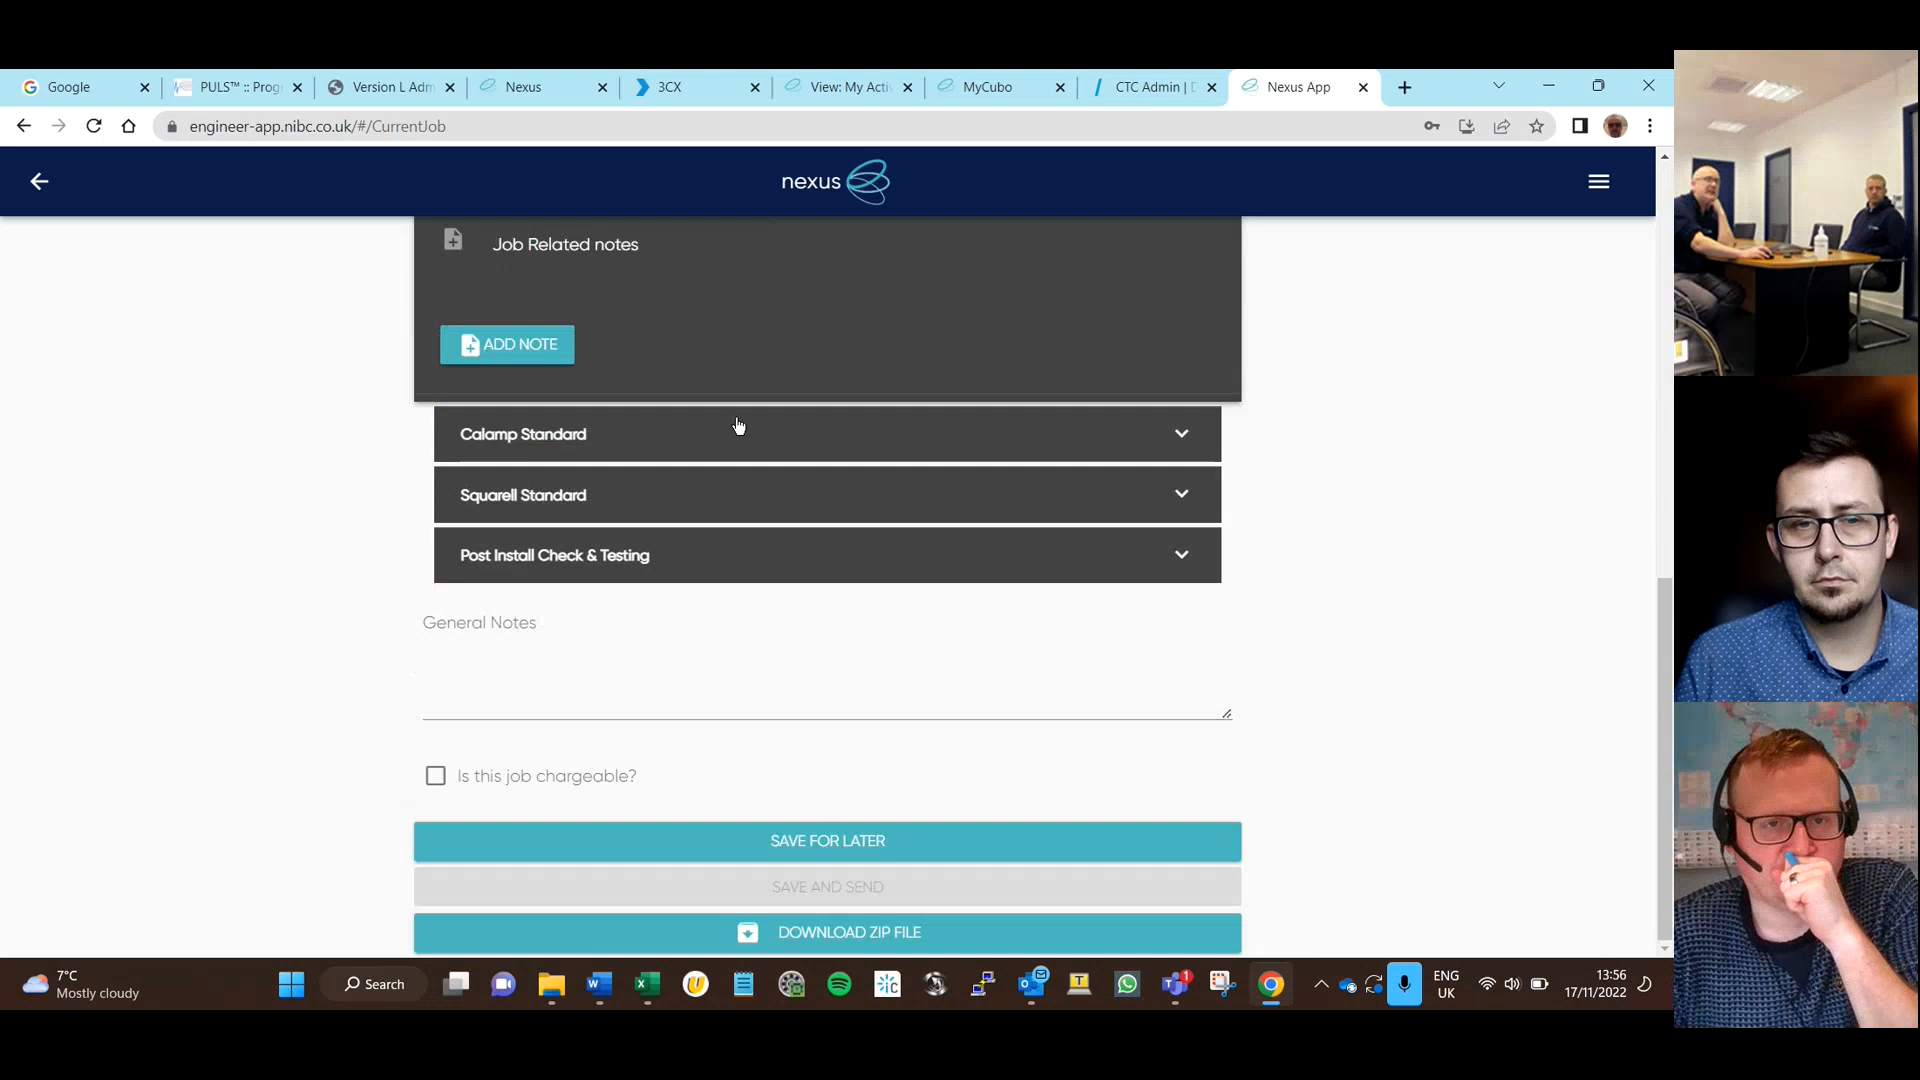 Google
PULS™ :: Prog
Version L Adm
Nexus
3CX
View: My Activ
MyCubo
CTC Admin | D
Nexus App
engineer-app.nibc.co.uk/#/CurrentJob
nexus
Job Related notes
ADD NOTE
Calamp Standard
Squarell Standard
Post Install Check & Testing
General Notes
Is this job chargeable?
SAVE FOR LATER
SAVE AND SEND
DOWNLOAD ZIP FILE
7°C
Mostly cloudy
Search
1
ENG
UK
13:56
17/11/2022